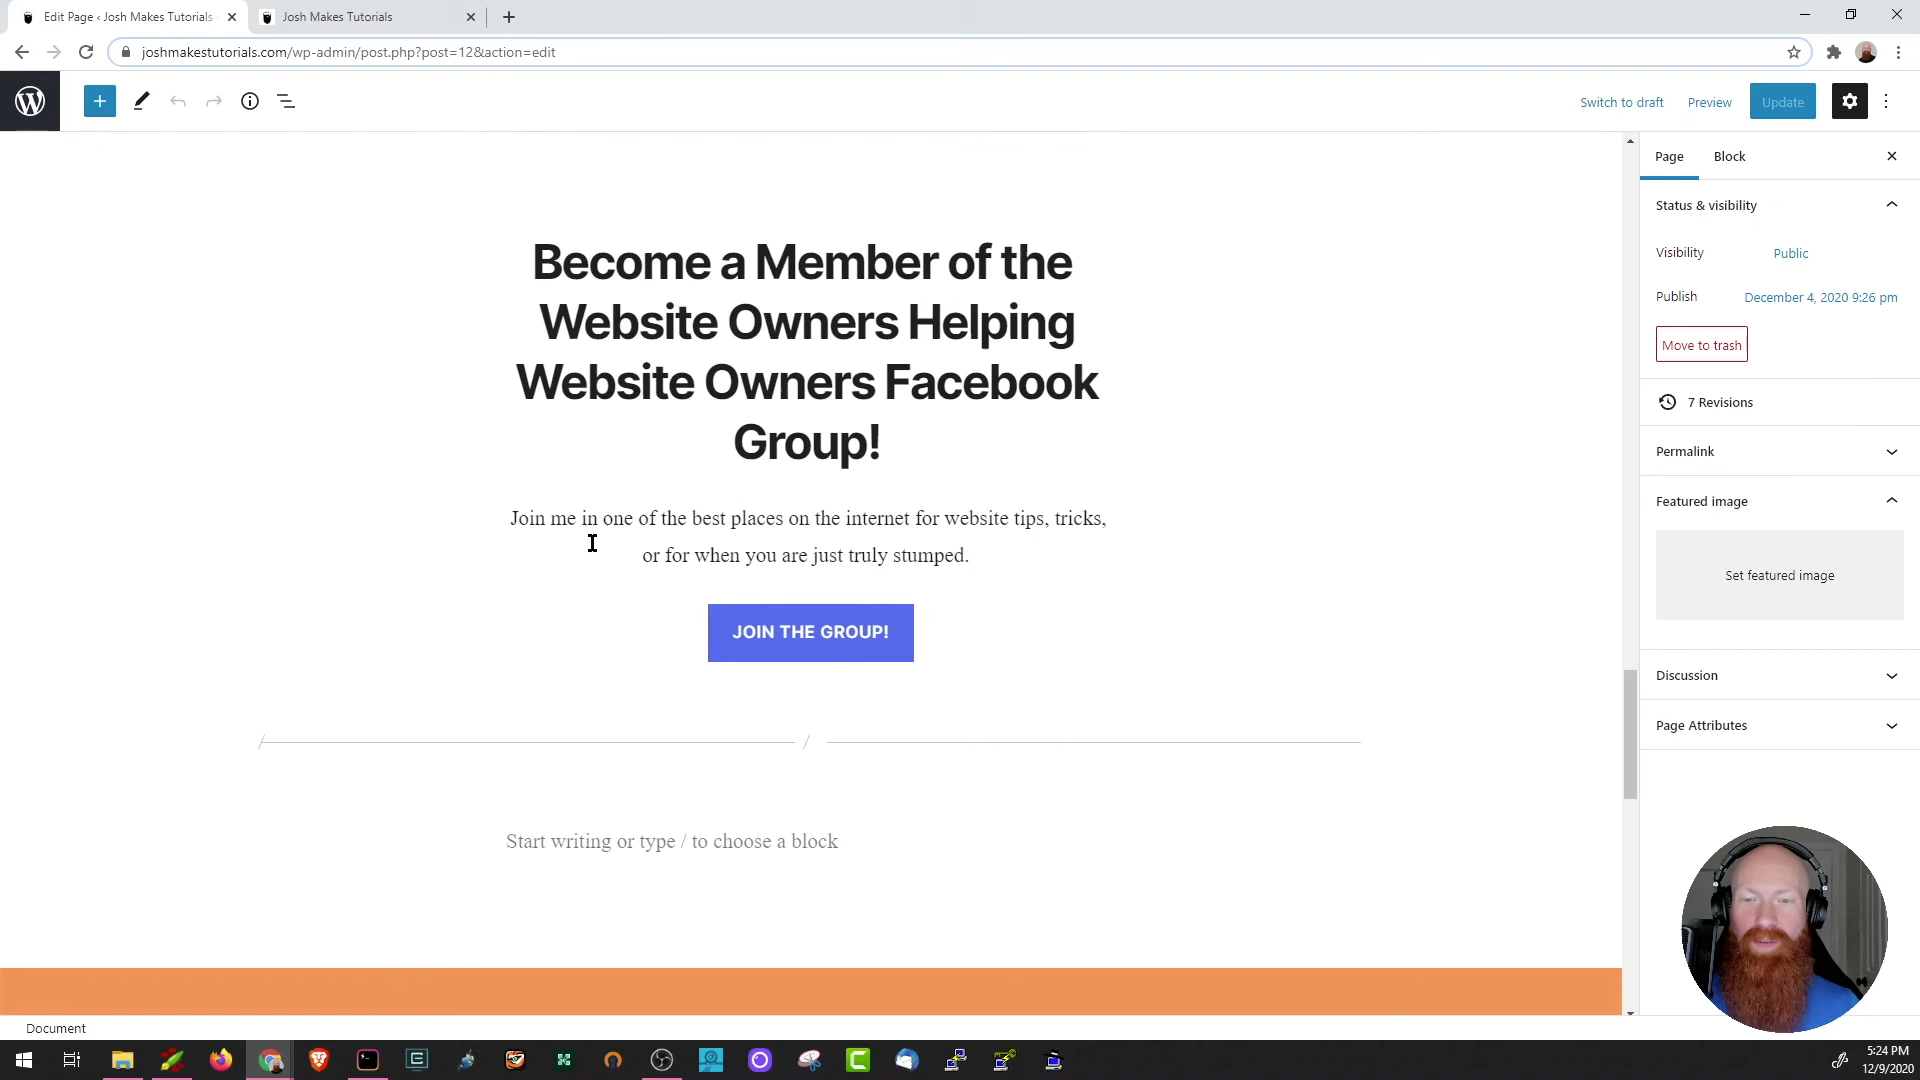 Edit Page ‹ Josh Makes Tutorials
Josh Makes Tutorials
joshmakestutorials.com/wp-admin/post.php?post=12&action=edit
Switch to draft
Preview
Update
Page
Block
Status & visibility
Visibility
Public
Publish
December 4, 2020 9:26 pm
Move to trash
7 Revisions
Permalink
Featured image
Set featured image
Discussion
Page Attributes
Become a Member of the
Website Owners Helping
Website Owners Facebook
Group!
Join me in one of the best places on the internet for website tips, tricks,
or for when you are just truly stumped.
JOIN THE GROUP!
Start writing or type / to choose a block
Document
5:24 PM
12/9/2020